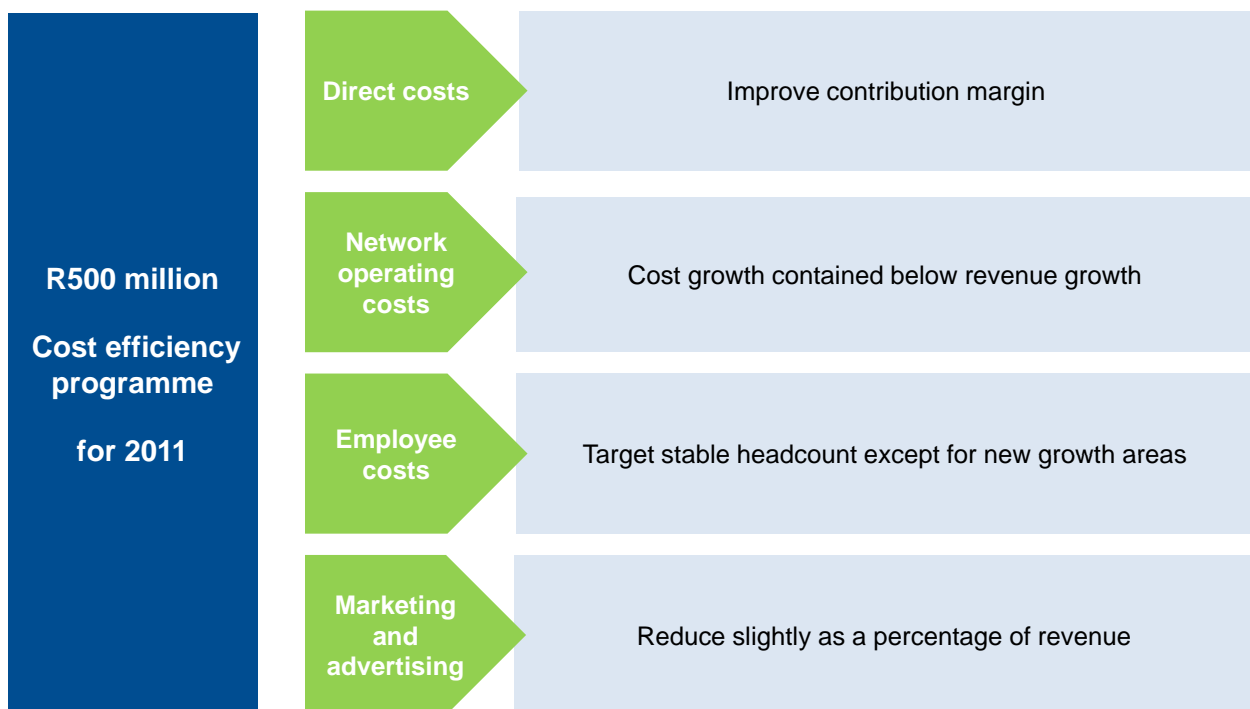 R500 million
Cost efficiency
programme
for 2011
Direct costs
Improve contribution margin
Network
operating
costs
Cost growth contained below revenue growth
Employee
costs
Target stable headcount except for new growth areas
Marketing
and
advertising
Reduce slightly as a percentage of revenue